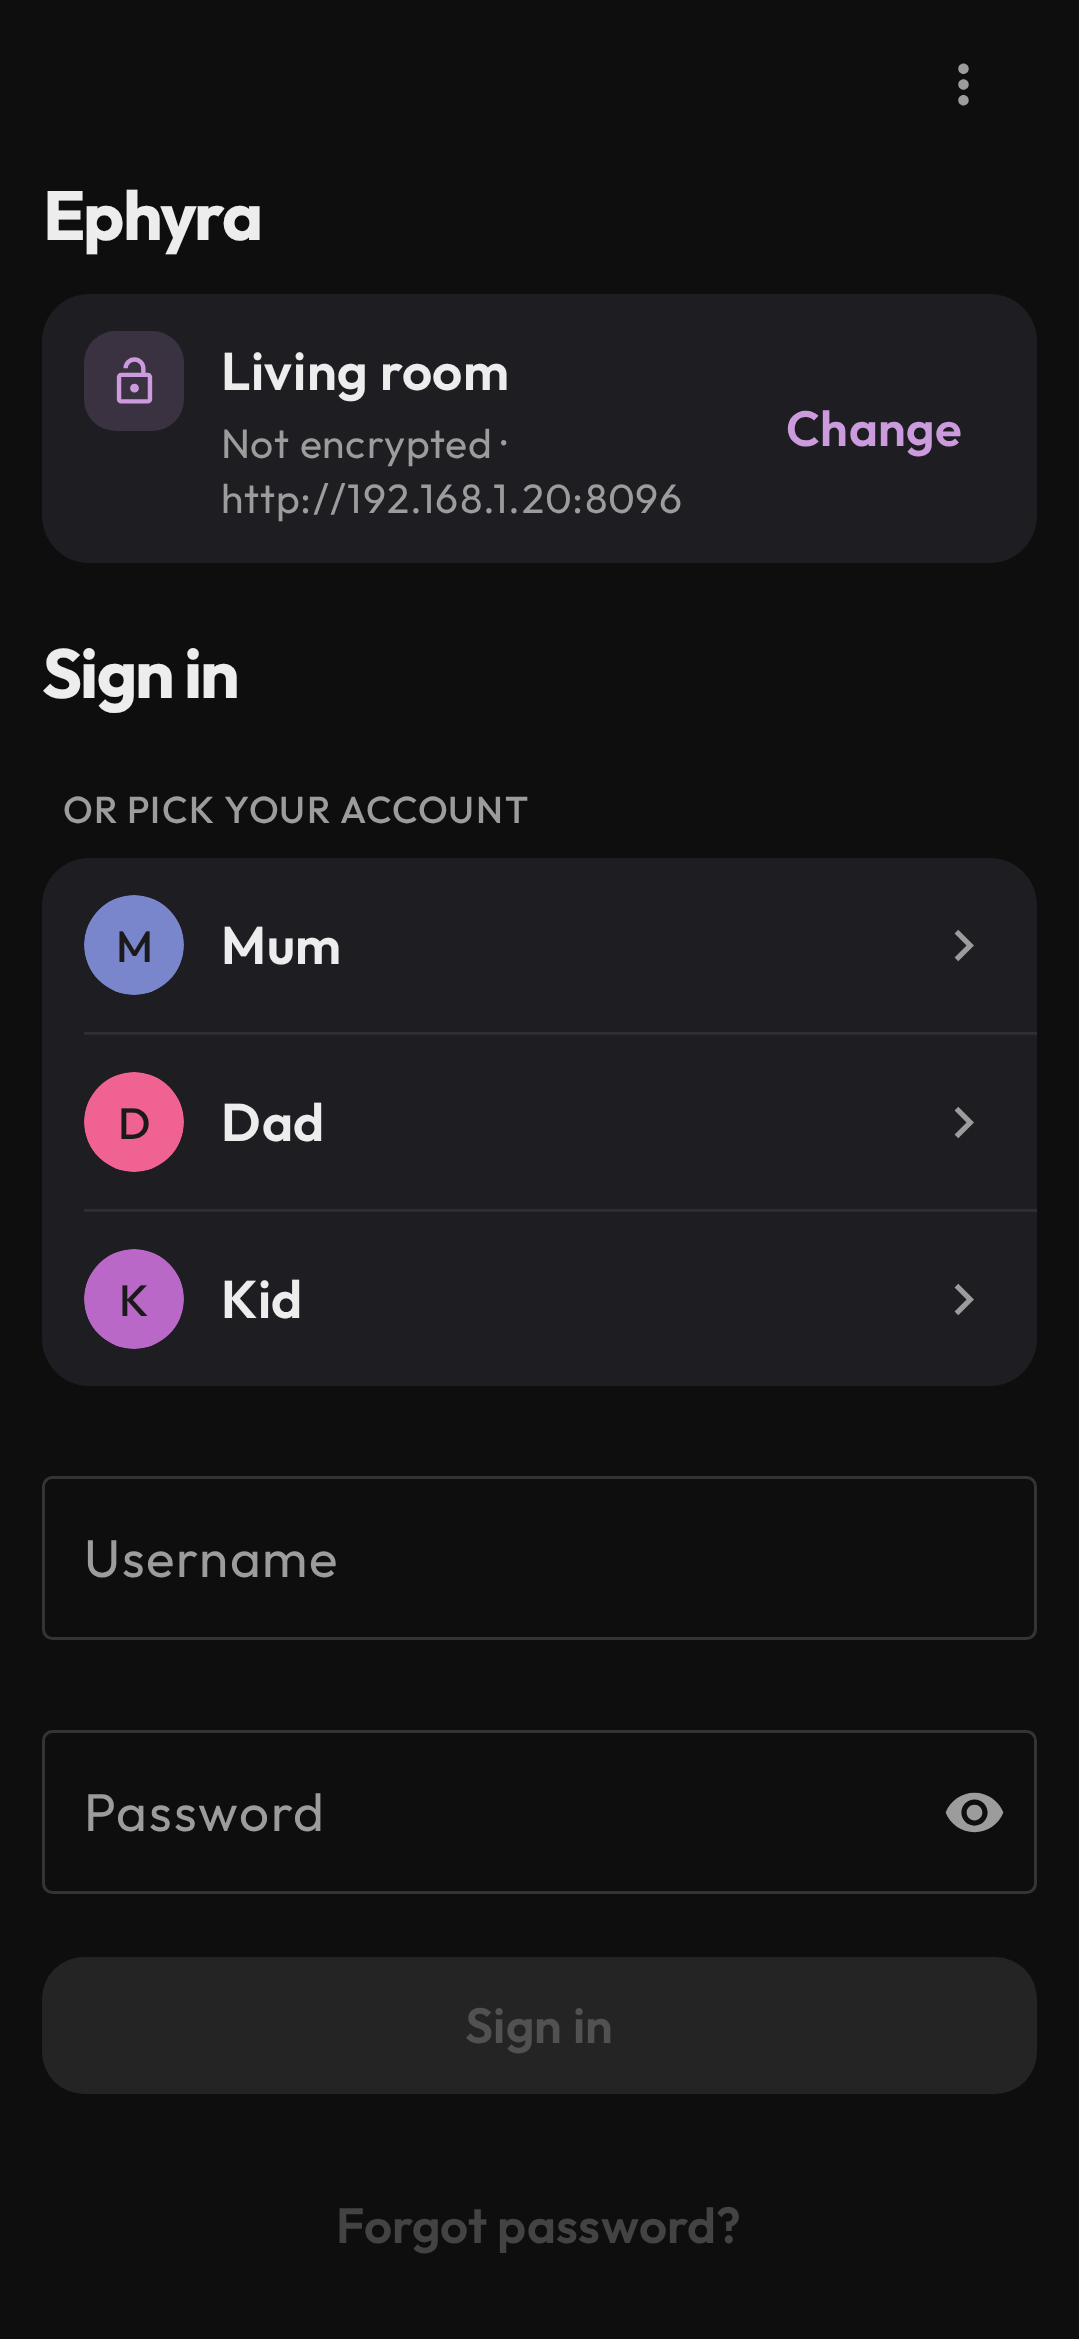 Ephyra
Living room
Not encrypted ·
http://192.168.1.20:8096
Change
Sign in
OR PICK YOUR ACCOUNT
M
Mum
D
Dad
K
Kid
Username
Password
Sign in
Forgot password?